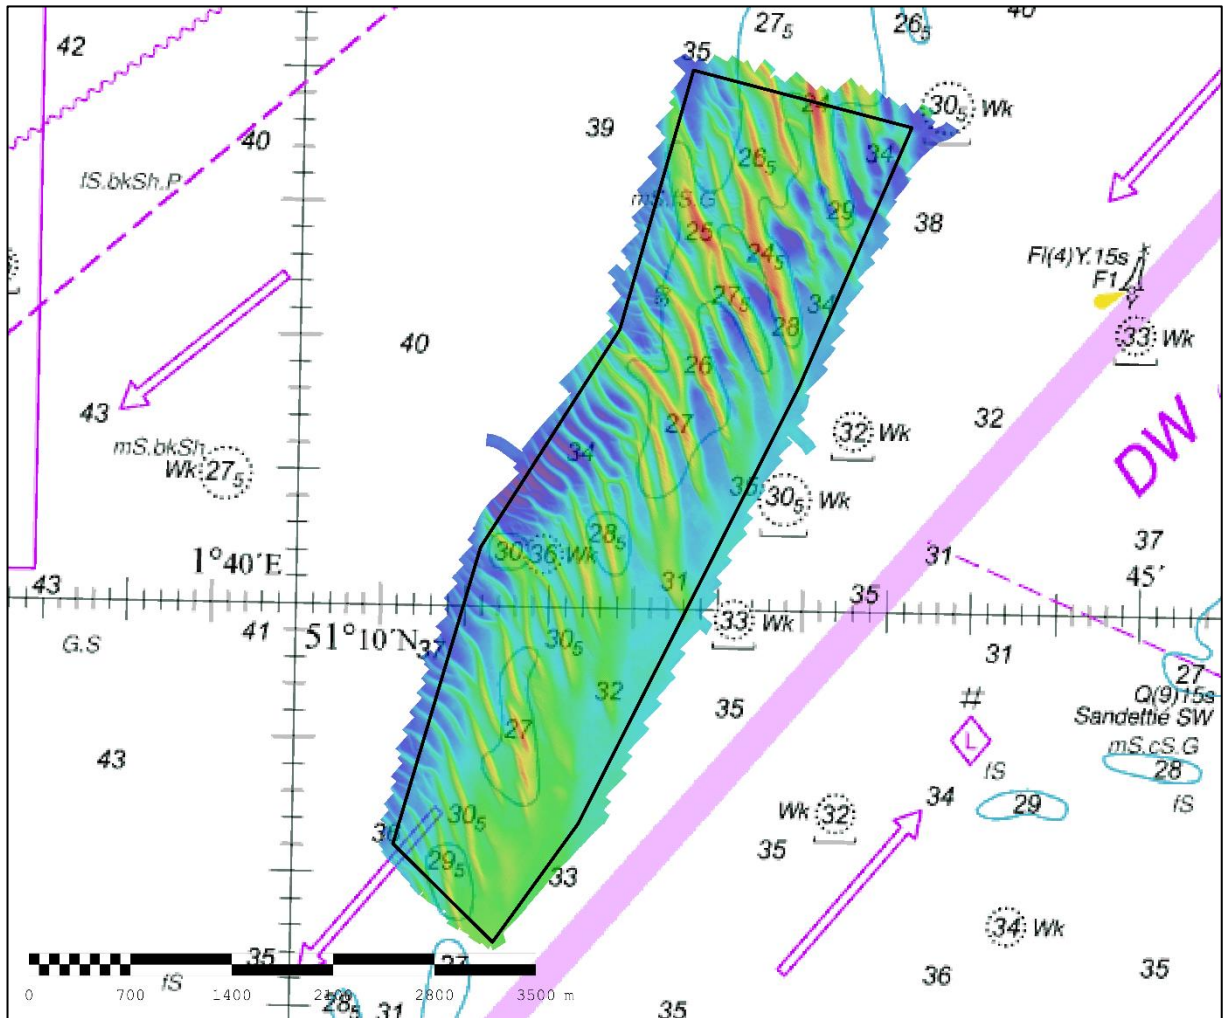 27₅
26₅
40
42
35
24
30₅ Wk
39
40
26₅
34
fS.bkSh.P
mS.fS.G
29
38
25
24₅
Fl(4)Y.15s
F1
Y
27₅
34
28
33 Wk
40
26
43
27
32
32 Wk
DW
mS.bkSh
Wk 27₅
34
36
30₅ Wk
28₅
30 36 Wk
37
31
1°40′E
45′
43
31
35
41
51°10′N
37
30₅
33 Wk
G.S
31
27
32
35
Q(9)15s
Sandettié SW
27
mS.cS.G
43
L
28
fS
34
29
fS
30₅
Wk 32
36
35
29₅
33
34 Wk
35
27
36
35
fS
0 700 1400 2100 2800 3500 m
28₅
31
35